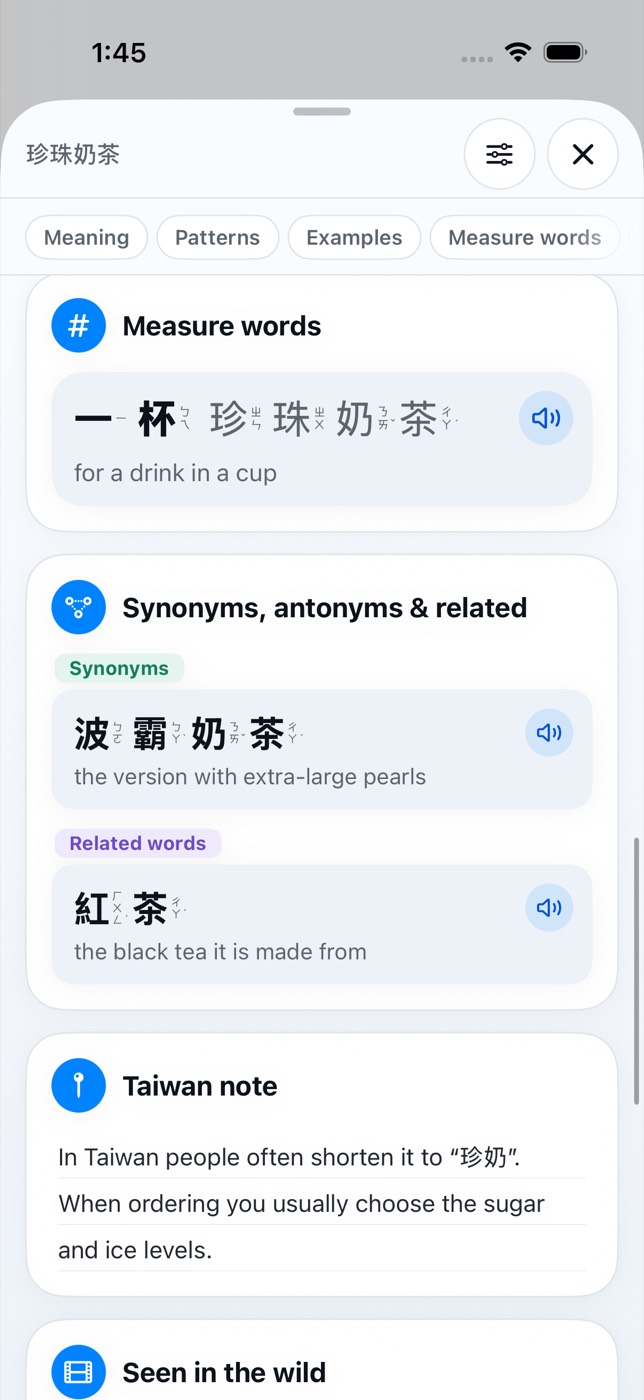 1:45
珍珠奶茶
Meaning
Patterns
Examples
Measure words
# Measure words
一杯 珍珠奶茶
for a drink in a cup
Synonyms, antonyms & related
Synonyms
波霸奶茶
the version with extra-large pearls
Related words
紅茶
the black tea it is made from
Taiwan note
In Taiwan people often shorten it to “珍奶”.
When ordering you usually choose the sugar
and ice levels.
Seen in the wild